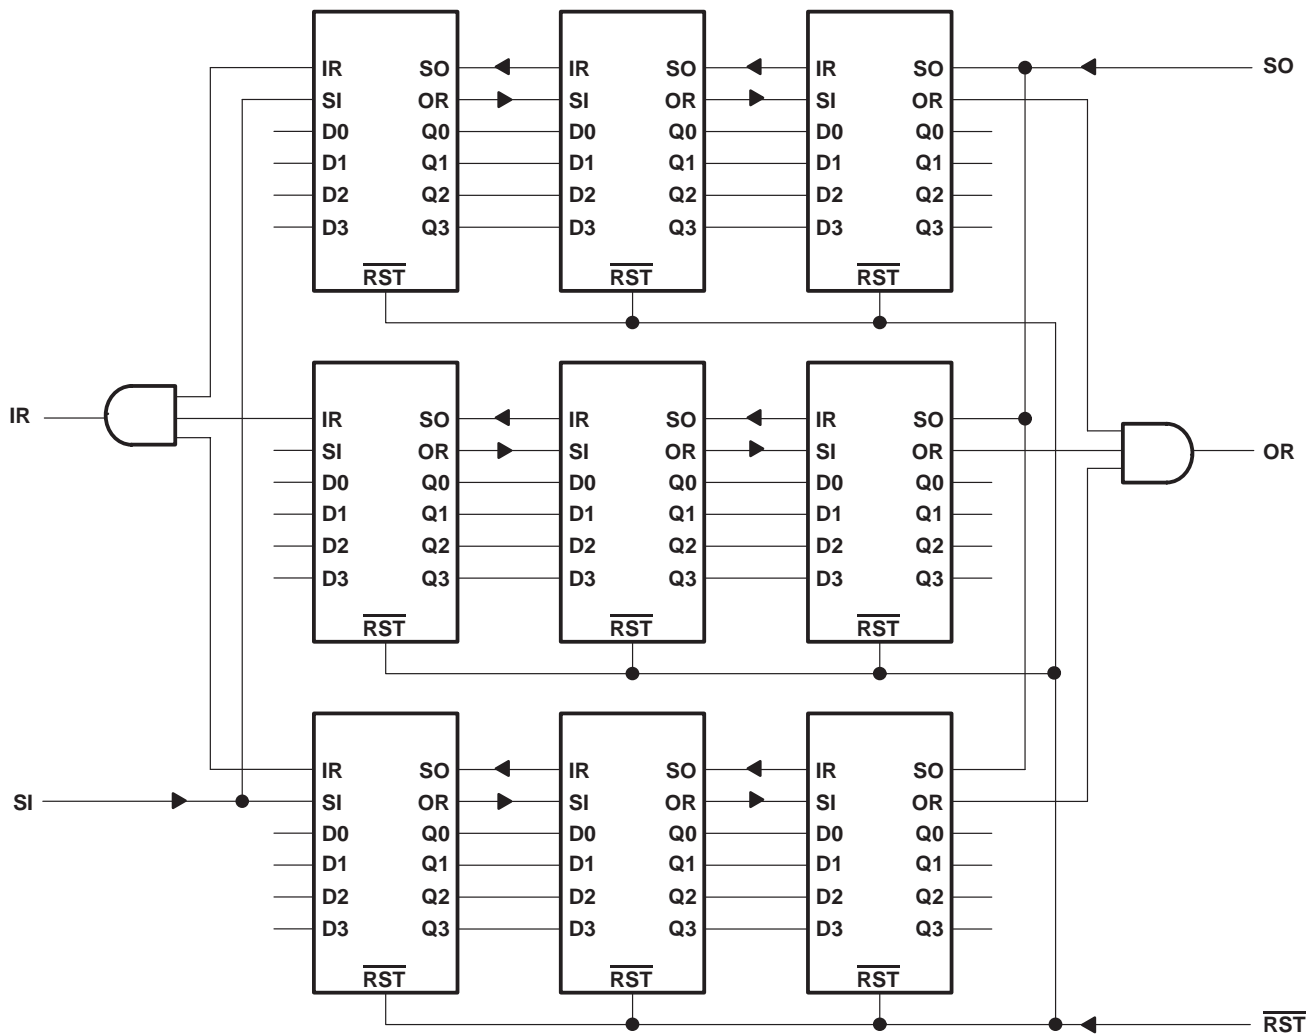 IR SO IR SO IR SO SO
SI OR SI OR SI OR
D0 Q0 D0 Q0 D0 Q0
D1 Q1 D1 Q1 D1 Q1
D2 Q2 D2 Q2 D2 Q2
D3 Q3 D3 Q3 D3 Q3
RST RST RST
IR IR SO IR SO IR SO
SI OR SI OR SI OR OR
D0 Q0 D0 Q0 D0 Q0
D1 Q1 D1 Q1 D1 Q1
D2 Q2 D2 Q2 D2 Q2
D3 Q3 D3 Q3 D3 Q3
RST RST RST
IR SO IR SO IR SO
SI SI OR SI OR SI OR
D0 Q0 D0 Q0 D0 Q0
D1 Q1 D1 Q1 D1 Q1
D2 Q2 D2 Q2 D2 Q2
D3 Q3 D3 Q3 D3 Q3
RST RST RST
RST